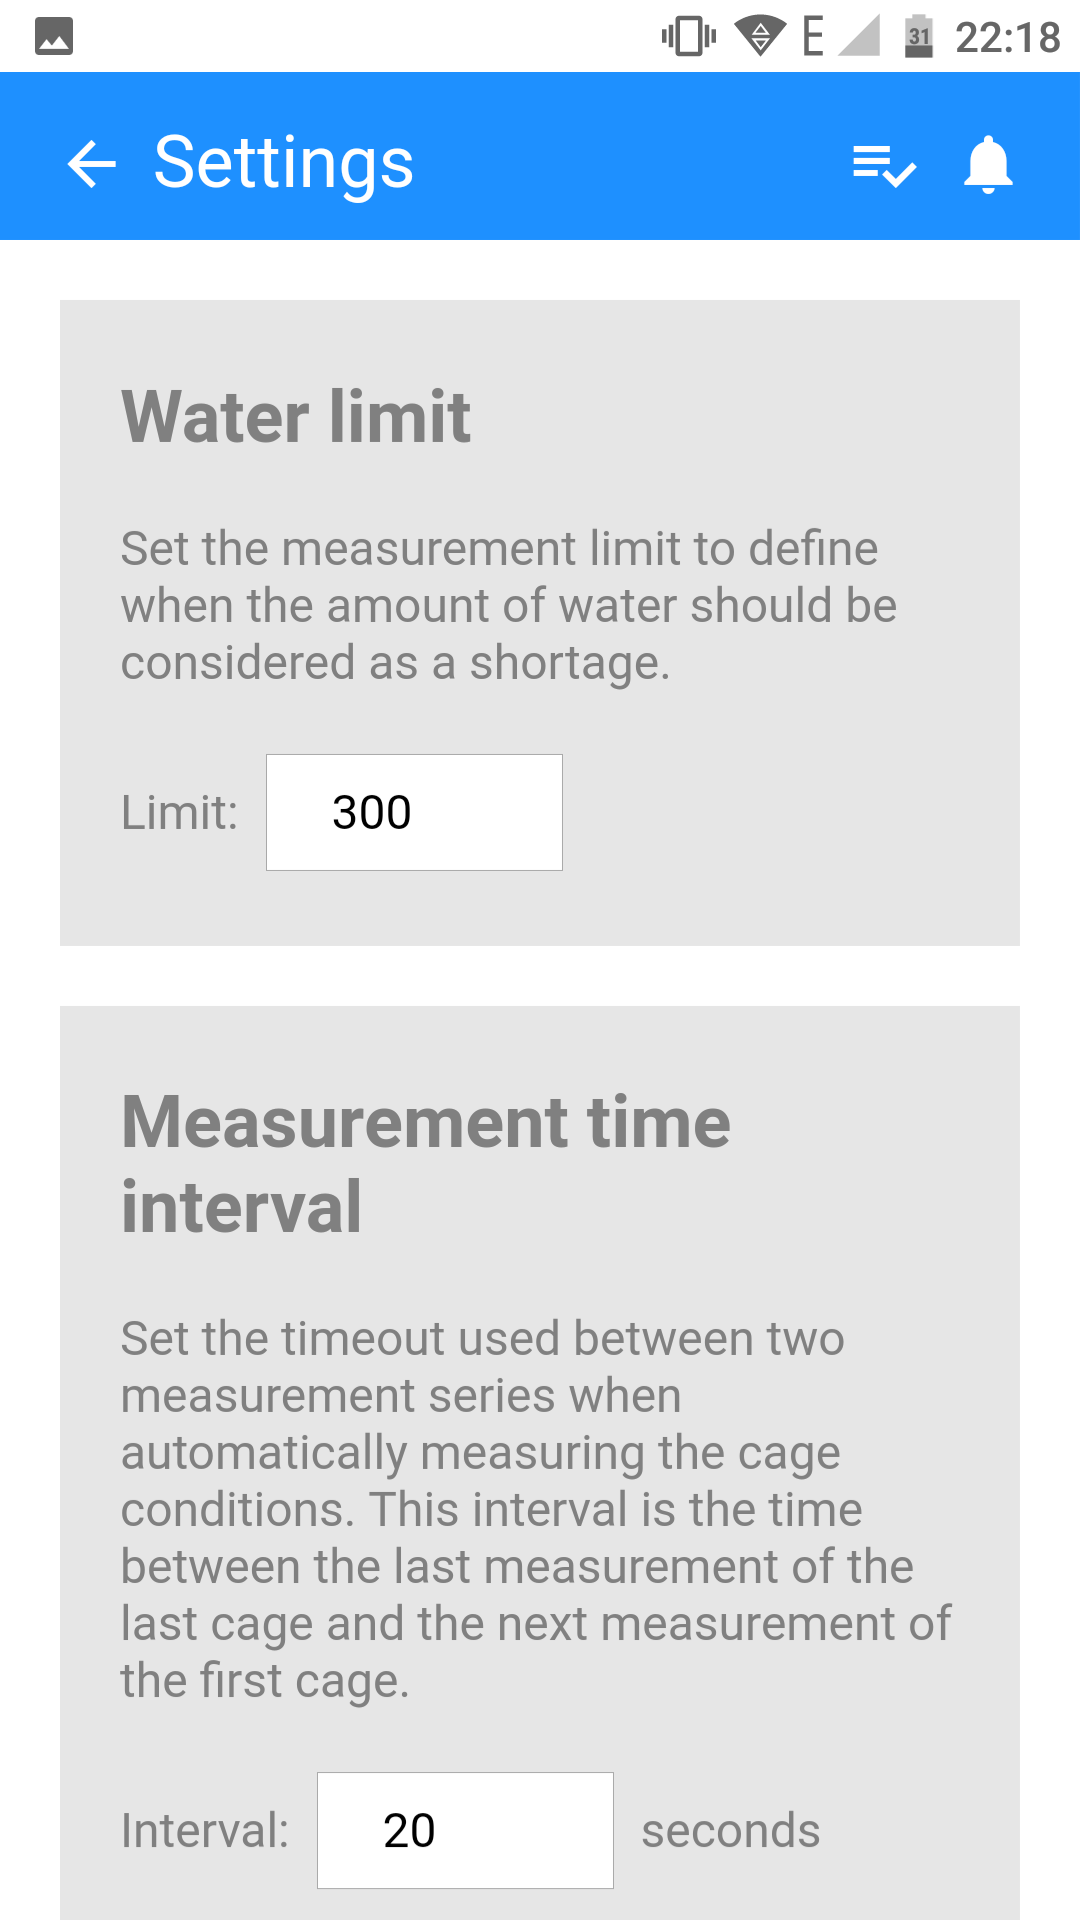 E 31 22:18
Settings
Water limit
Set the measurement limit to define
when the amount of water should be
considered as a shortage.
Limit: 300
Measurement time
interval
Set the timeout used between two
measurement series when
automatically measuring the cage
conditions. This interval is the time
between the last measurement of the
last cage and the next measurement of
the first cage.
Interval: 20 seconds